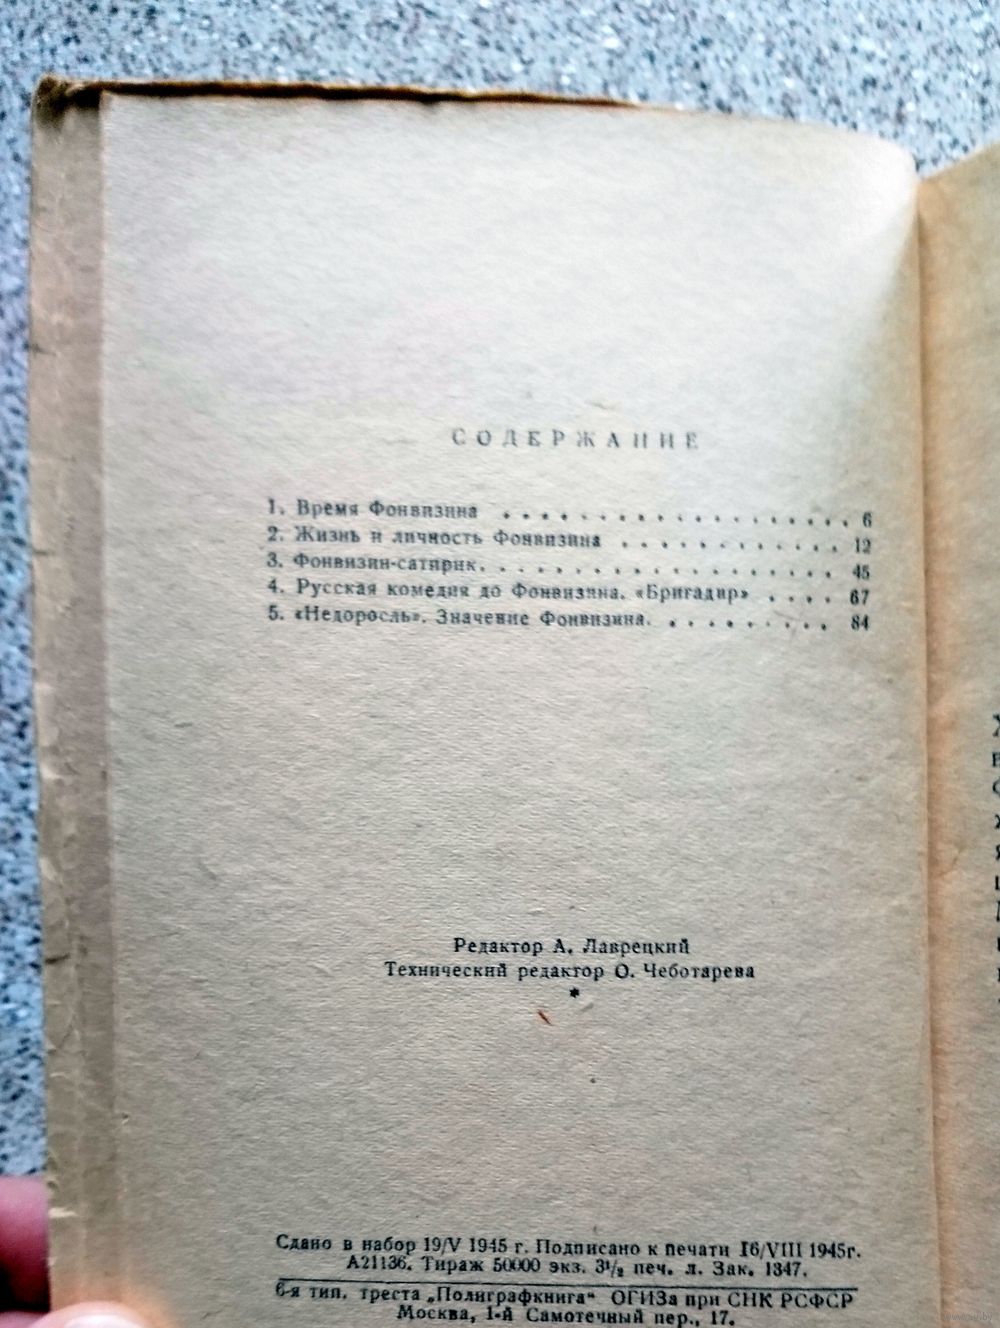 СОДЕРЖАНИЕ
1. Время Фонвизина . . . . . . . . . . . . . . . . . . 6
2. Жизнь и личность Фонвизина . . . . . . . . . . . 12
3. Фонвизин-сатирик. . . . . . . . . . . . . . . . . . 45
4. Русская комедия до Фонвизина. «Бригадир» . . . . 67
5. «Недоросль». Значение Фонвизина. . . . . . . . . . 84
Редактор А. Лаврецкий
Технический редактор О. Чеботарева
*
Сдано в набор 19/V 1945 г. Подписано к печати 16/VIII 1945г.
А21136. Тираж 50000 экз. 3½ печ. л. Зак. 1347.
6-я тип. треста „Полиграфкнига“ ОГИЗа при СНК РСФСР
Москва, 1-й Самотечный пер., 17.